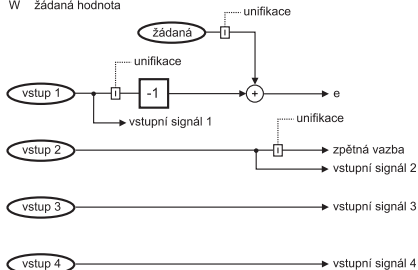 W žádaná hodnota
unifikace
žádaná
unifikace
vstup 1
-1
+
e
vstupní signál 1
unifikace
vstup 2
zpětná vazba
vstupní signál 2
vstup 3
vstupní signál 3
vstup 4
vstupní signál 4